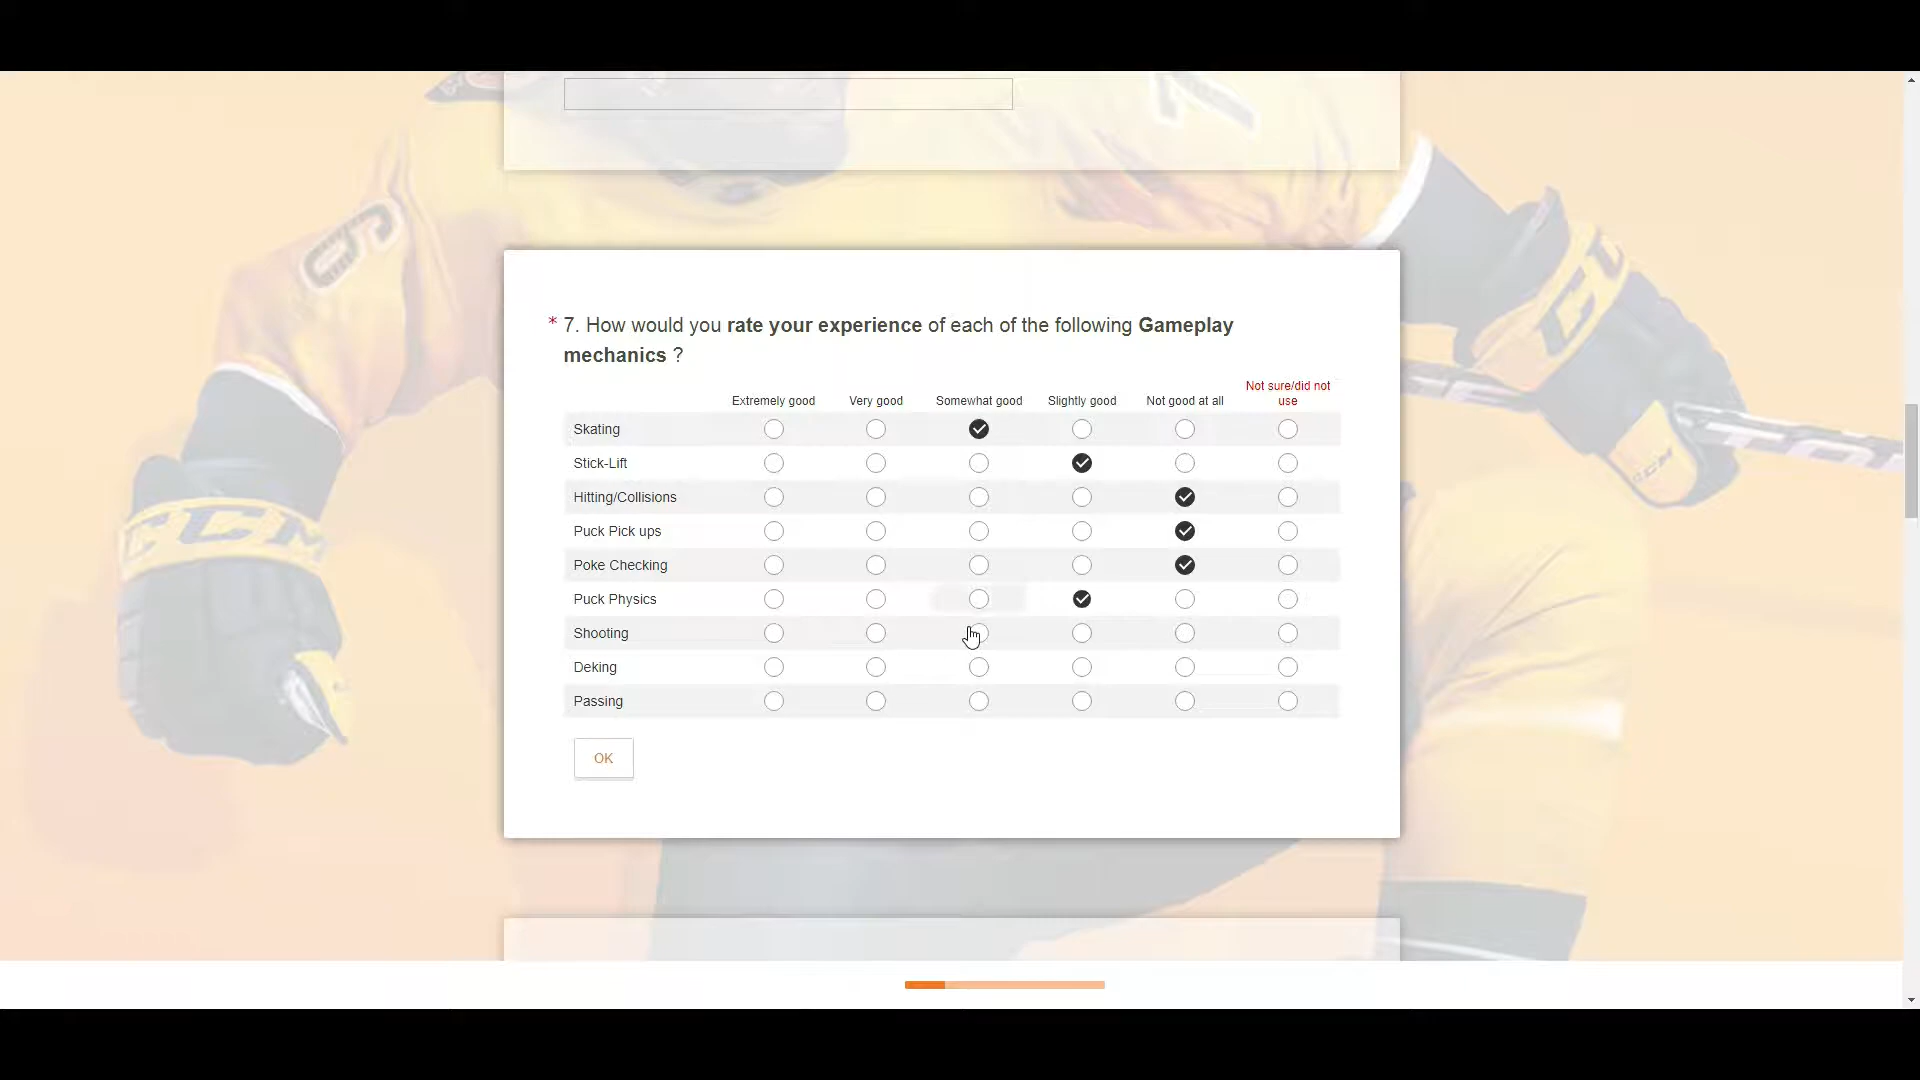 * 7. How would you rate your experience of each of the following Gameplay
mechanics ?
Extremely good Very good Somewhat good Slightly good Not good at all Not sure/did not
use
Skating
Stick-Lift
Hitting/Collisions
Puck Pick ups
Poke Checking
Puck Physics
Shooting
Deking
Passing
OK
CCM
CCM